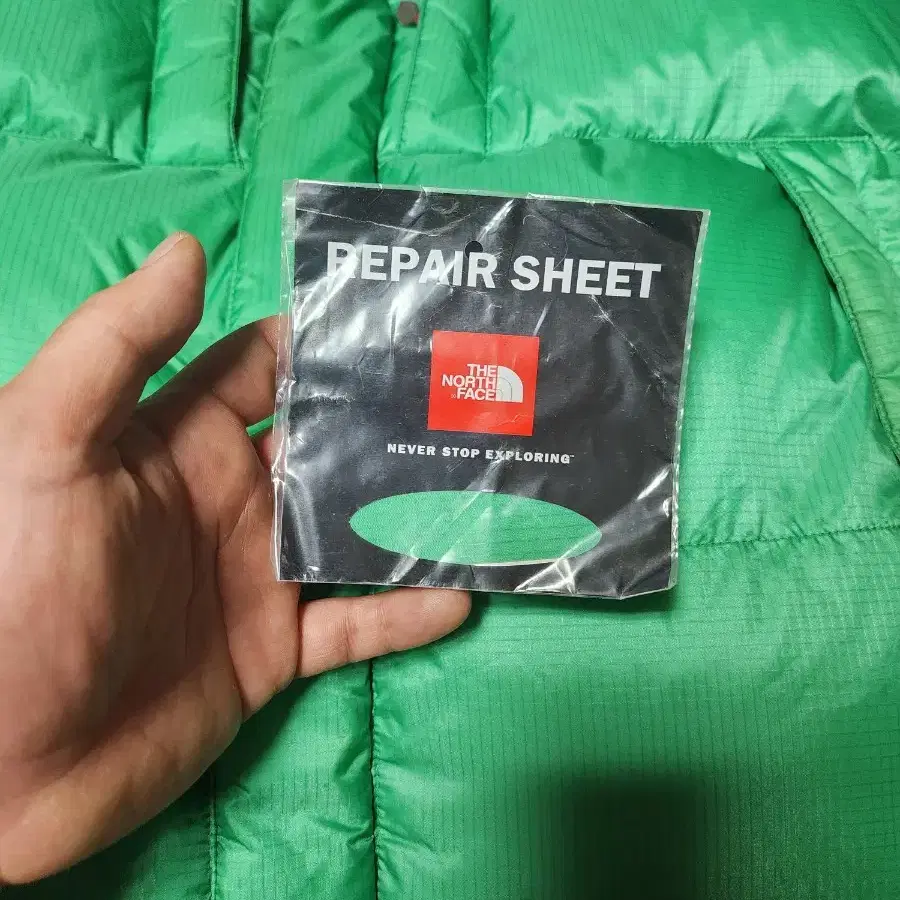 REPAIR SHEET
THE
NORTH
FACE
NEVER STOP EXPLORING™